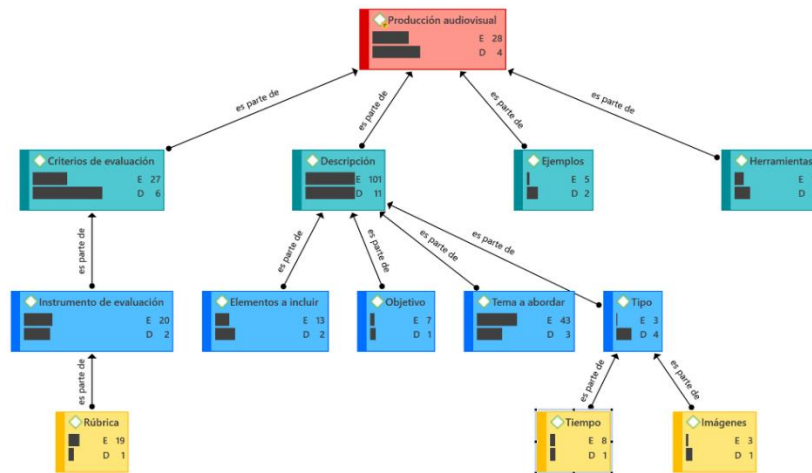 Producción audiovisual
E 28
D 4
es parte de
es parte de
es parte de
es parte de
Criterios de evaluación
E 27
D 6
Descripción
E 101
D 11
Ejemplos
E 5
D 2
Herramientas
E
D
es parte de
es parte de
es parte de
es parte de
es parte de
Instrumento de evaluación
E 20
D 2
Elementos a incluir
E 13
D 2
Objetivo
E 7
D 1
Tema a abordar
E 43
D 3
Tipo
E 3
D 4
es parte de
es parte de
es parte de
Rúbrica
E 19
D 1
Tiempo
E 8
D 1
Imágenes
E 3
D 1